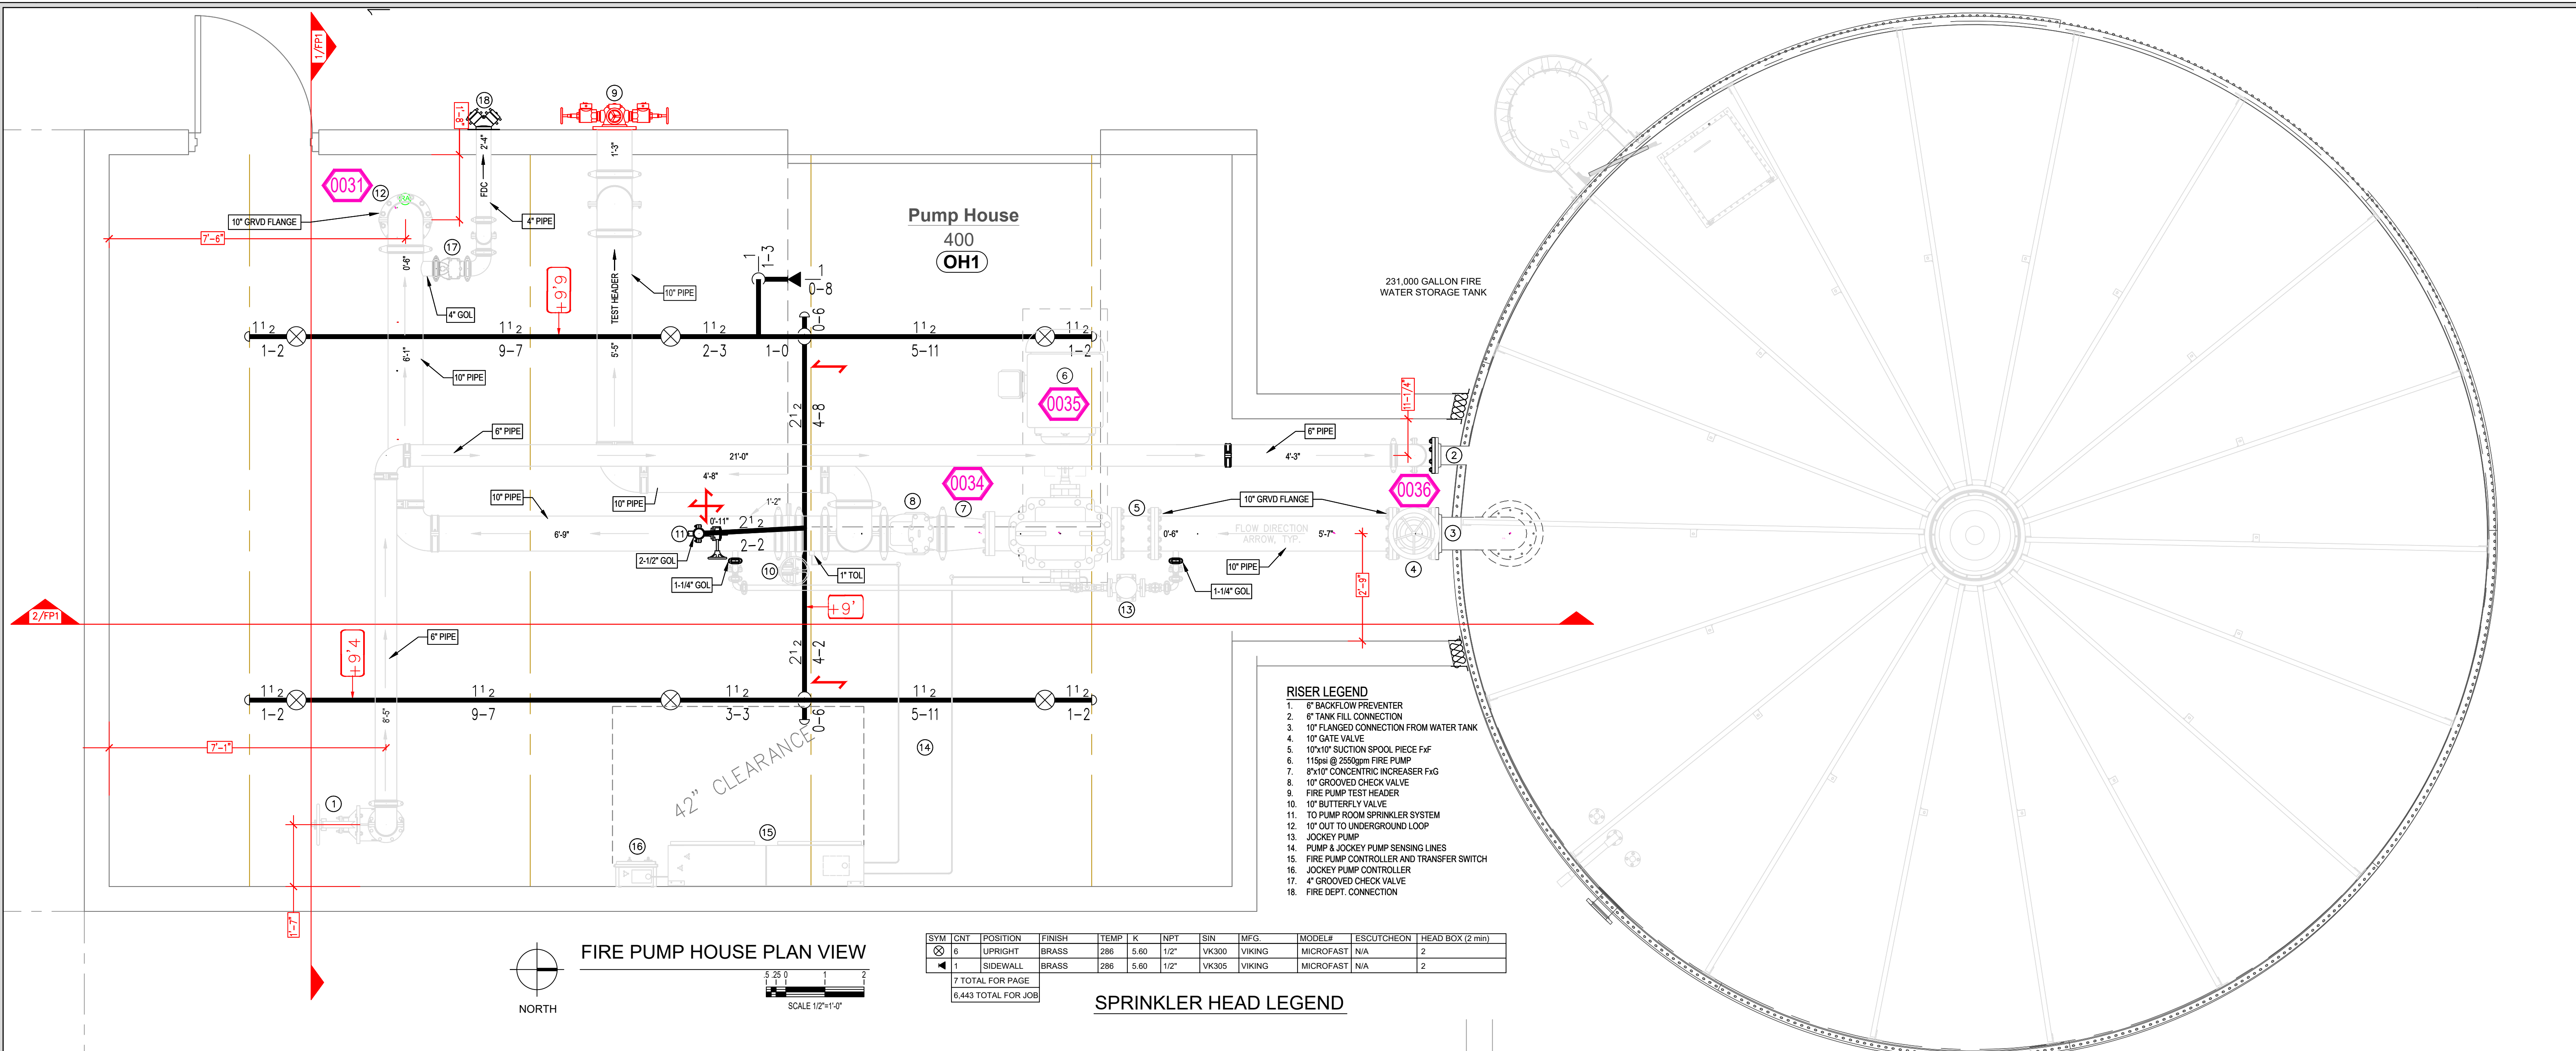 1/FP1
18
9
1'-8"
2'-4"
1'-3"
0031
12
10" GRVD FLANGE
FDC
4" PIPE
Pump House
400
OH1
7'-6"
17
0'-6"
1
1-3
1
0-8
+9'9
TEST HEADER
10" PIPE
4" GOL
231,000 GALLON FIRE
WATER STORAGE TANK
1 1/2
1 1/2
1 1/2
0-6
1 1/2
1 1/2
1-2
9-7
2-3
1-0
5-11
1-2
6'-1"
5'-5"
10" PIPE
6
0035
11-1/4"
2 1/2
4-8
6" PIPE
6" PIPE
21'-0"
4'-3"
2
4'-8"
0034
0036
10" PIPE
10" PIPE
1'-2"
8
7
5
10" GRVD FLANGE
0'-11"
2 1/2
11
6'-9"
2-2
0'-6"
FLOW DIRECTION
ARROW, TYP.
5'-7"
3
2-1/2" GOL
1-1/4" GOL
10
1" TOL
10" PIPE
4
1-1/4" GOL
13
2'-9"
+9'
2/FP1
6" PIPE
+9'4
2 1/2
4-2
1 1/2
1 1/2
1 1/2
1 1/2
1 1/2
1-2
9-7
3-3
0-6
5-11
1-2
8'-5"
7'-1"
14
42" CLEARANCE
1
15
16
1'-7"
RISER LEGEND
1. 6" BACKFLOW PREVENTER
2. 6" TANK FILL CONNECTION
3. 10" FLANGED CONNECTION FROM WATER TANK
4. 10" GATE VALVE
5. 10"x10" SUCTION SPOOL PIECE FxF
6. 115psi @ 2550gpm FIRE PUMP
7. 8"x10" CONCENTRIC INCREASER FxG
8. 10" GROOVED CHECK VALVE
9. FIRE PUMP TEST HEADER
10. 10" BUTTERFLY VALVE
11. TO PUMP ROOM SPRINKLER SYSTEM
12. 10" OUT TO UNDERGROUND LOOP
13. JOCKEY PUMP
14. PUMP & JOCKEY PUMP SENSING LINES
15. FIRE PUMP CONTROLLER AND TRANSFER SWITCH
16. JOCKEY PUMP CONTROLLER
17. 4" GROOVED CHECK VALVE
18. FIRE DEPT. CONNECTION
NORTH
FIRE PUMP HOUSE PLAN VIEW
.5 .25 0 1 2
SCALE 1/2"=1'-0"
SYM CNT POSITION FINISH TEMP K NPT SIN MFG. MODEL# ESCUTCHEON HEAD BOX (2 min)
6 UPRIGHT BRASS 286 5.60 1/2" VK300 VIKING MICROFAST N/A 2
1 SIDEWALL BRASS 286 5.60 1/2" VK305 VIKING MICROFAST N/A 2
7 TOTAL FOR PAGE
6,443 TOTAL FOR JOB
SPRINKLER HEAD LEGEND